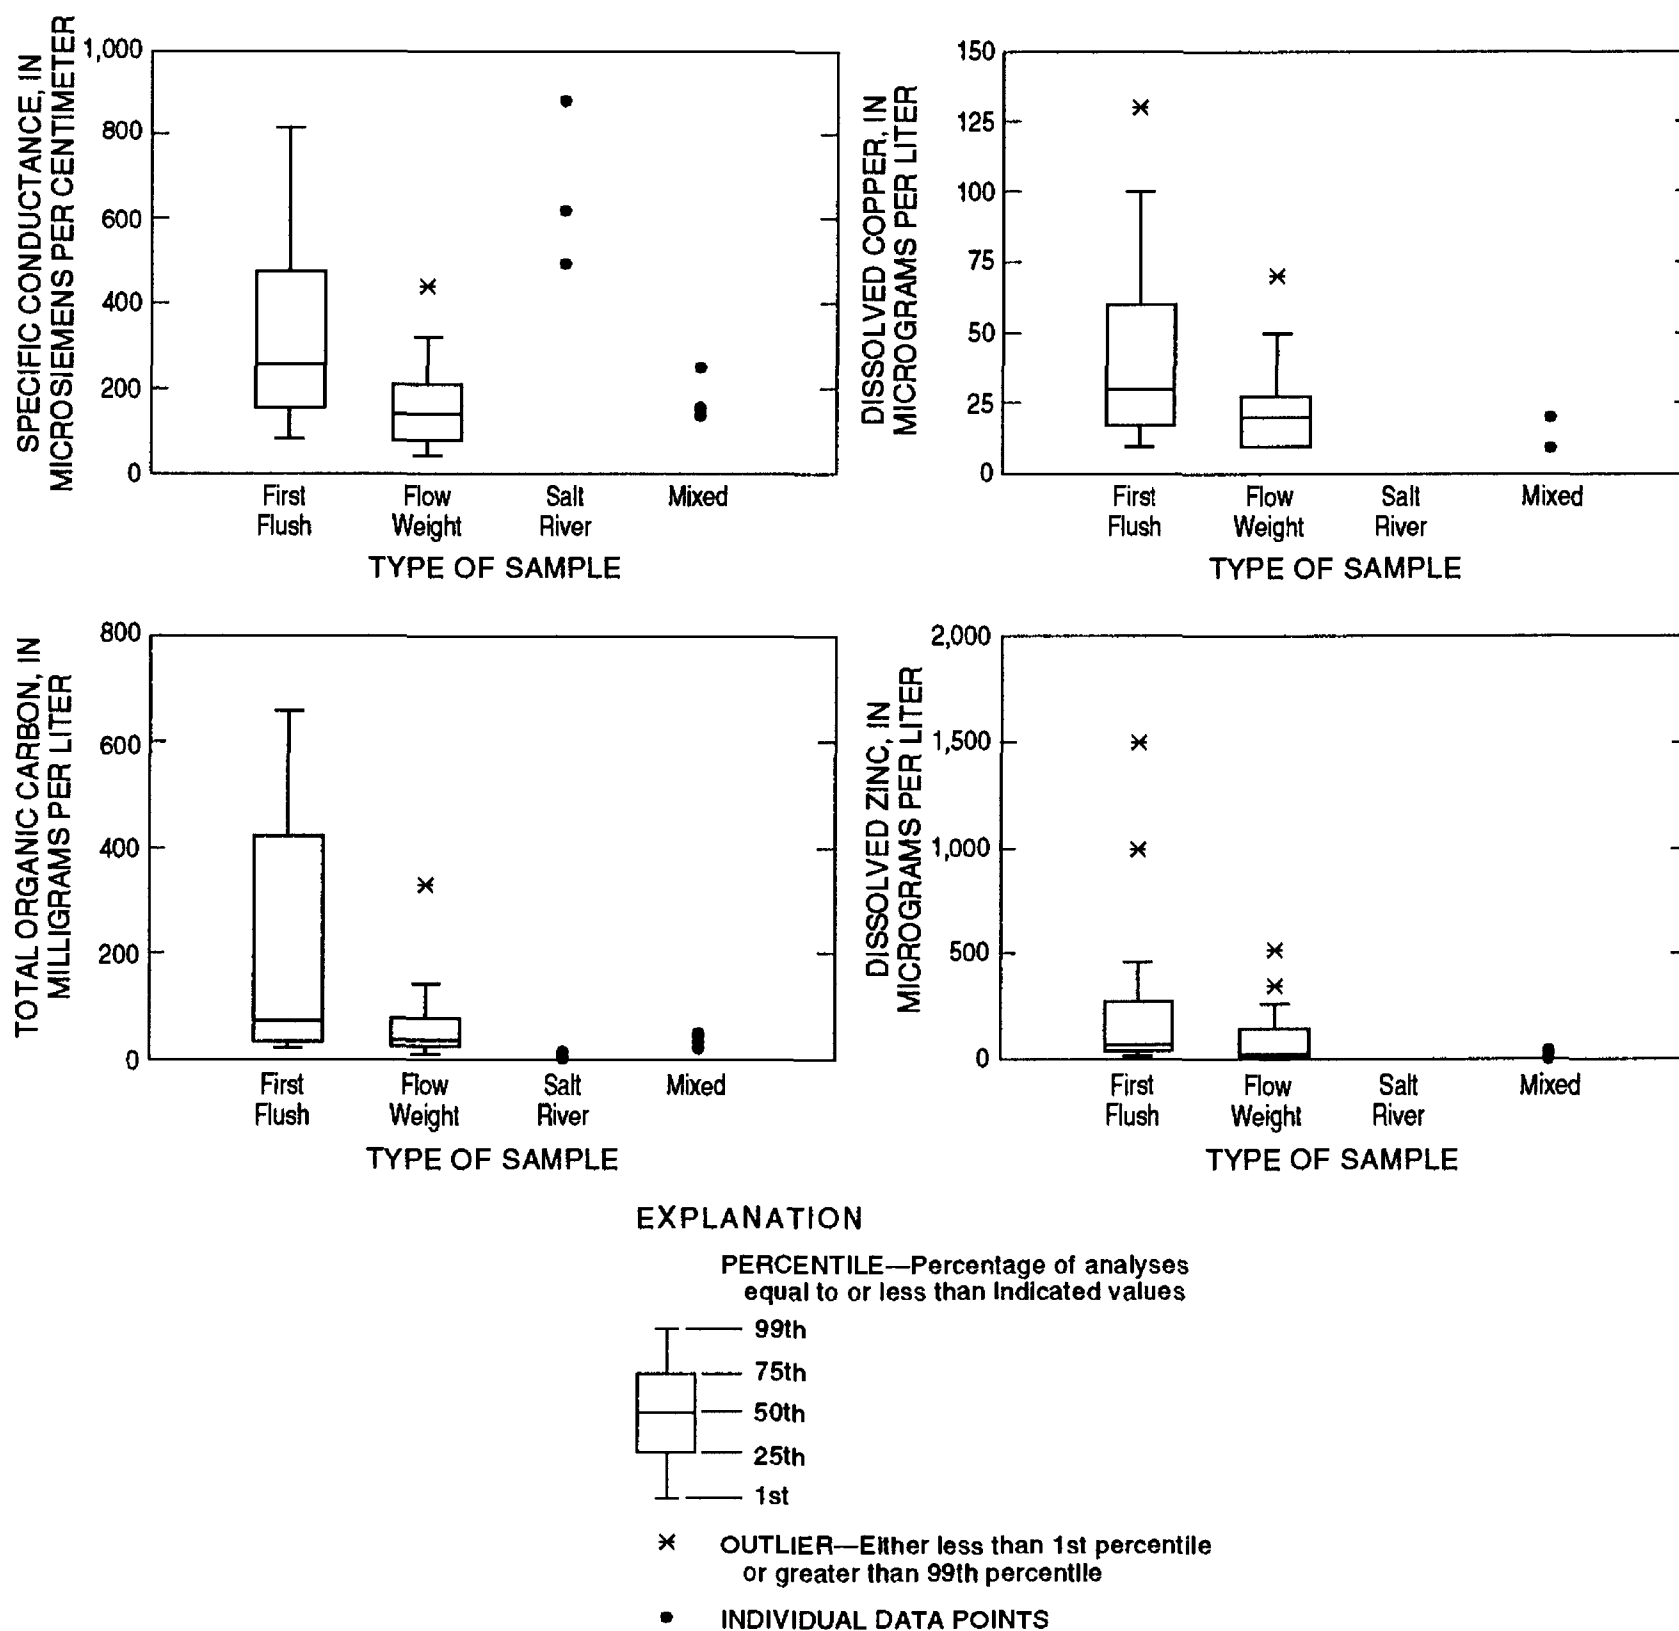 SPECIFIC CONDUCTANCE, IN
MICROSIEMENS PER CENTIMETER
1,000
800
600
400
200
0
First
Flush
Flow
Weight
Salt
River
Mixed
TYPE OF SAMPLE
DISSOLVED COPPER, IN
MICROGRAMS PER LITER
150
125
100
75
50
25
0
First
Flush
Flow
Weight
Salt
River
Mixed
TYPE OF SAMPLE
TOTAL ORGANIC CARBON, IN
MILLIGRAMS PER LITER
800
600
400
200
0
First
Flush
Flow
Weight
Salt
River
Mixed
TYPE OF SAMPLE
DISSOLVED ZINC, IN
MICROGRAMS PER LITER
2,000
1,500
1,000
500
0
First
Flush
Flow
Weight
Salt
River
Mixed
TYPE OF SAMPLE
EXPLANATION
PERCENTILE—Percentage of analyses
equal to or less than Indicated values
99th
75th
50th
25th
1st
OUTLIER—Either less than 1st percentile
or greater than 99th percentile
INDIVIDUAL DATA POINTS